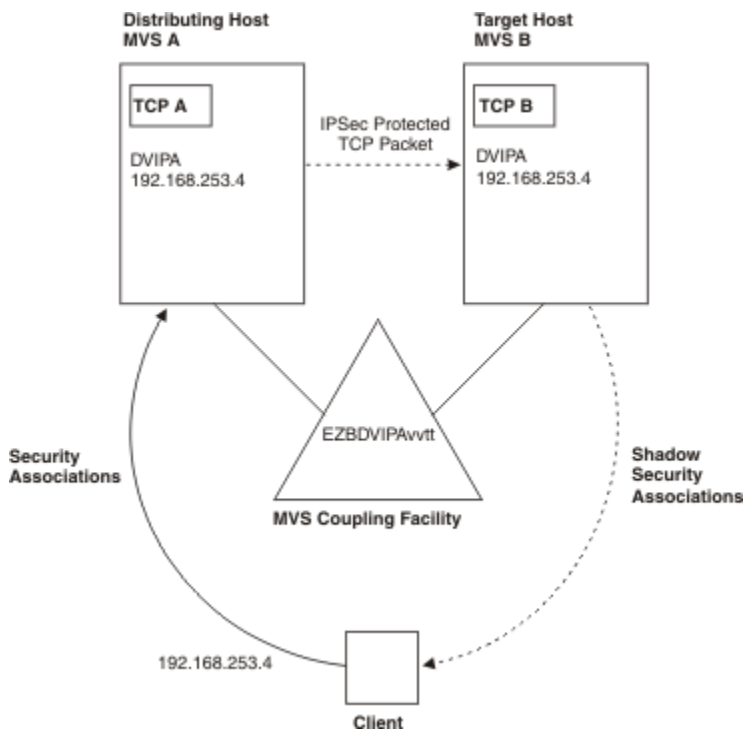 Distributing Host
MVS A
Target Host
MVS B
TCP A
IPSec Protected
TCP Packet
TCP B
DVIPA
192.168.253.4
DVIPA
192.168.253.4
EZBDVIPAvvtt
Security
Associations
Shadow
Security
Associations
MVS Coupling Facility
192.168.253.4
Client